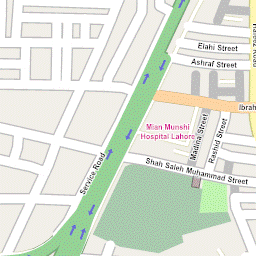 Elahi Street
Ashraf Street
Ibrah
Mian Munshi
Hospital Lahore
Madina Street
Rashid Street
Shah Saleh Muhammad Street
Service Road